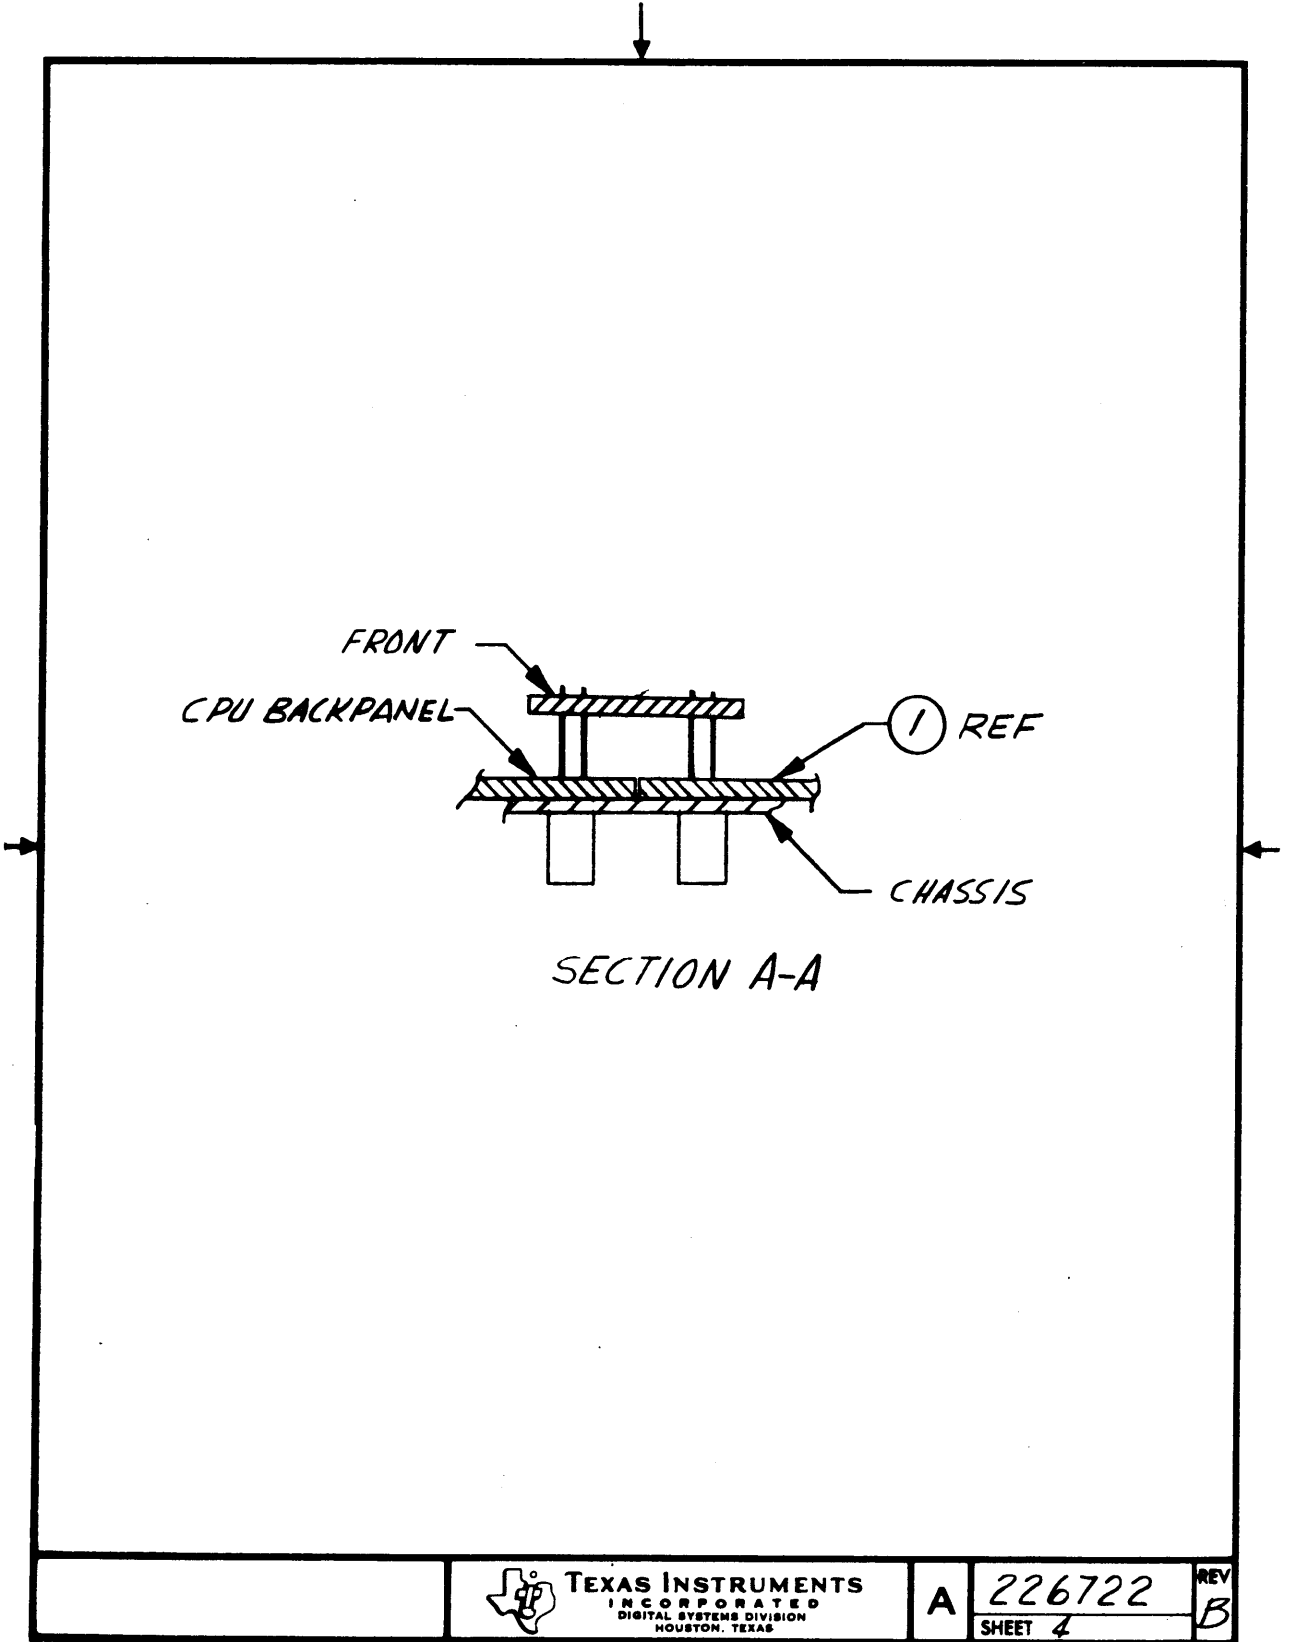 FRONT
CPU BACKPANEL
1 REF
CHASSIS
SECTION A-A
TEXAS INSTRUMENTS
INCORPORATED
DIGITAL SYSTEMS DIVISION
HOUSTON, TEXAS
A
226722
SHEET 4
REV
B